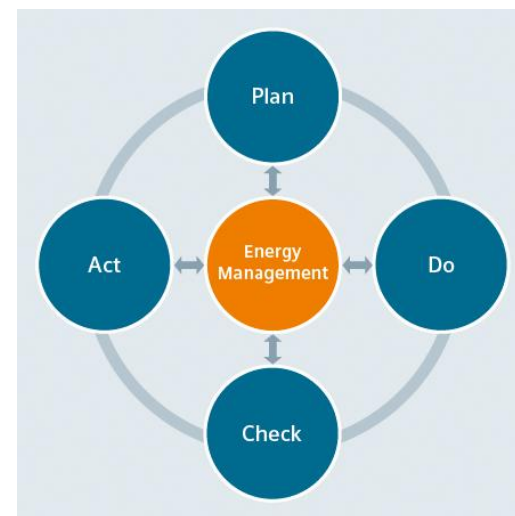 Plan
Act
Energy
Management
Do
Check